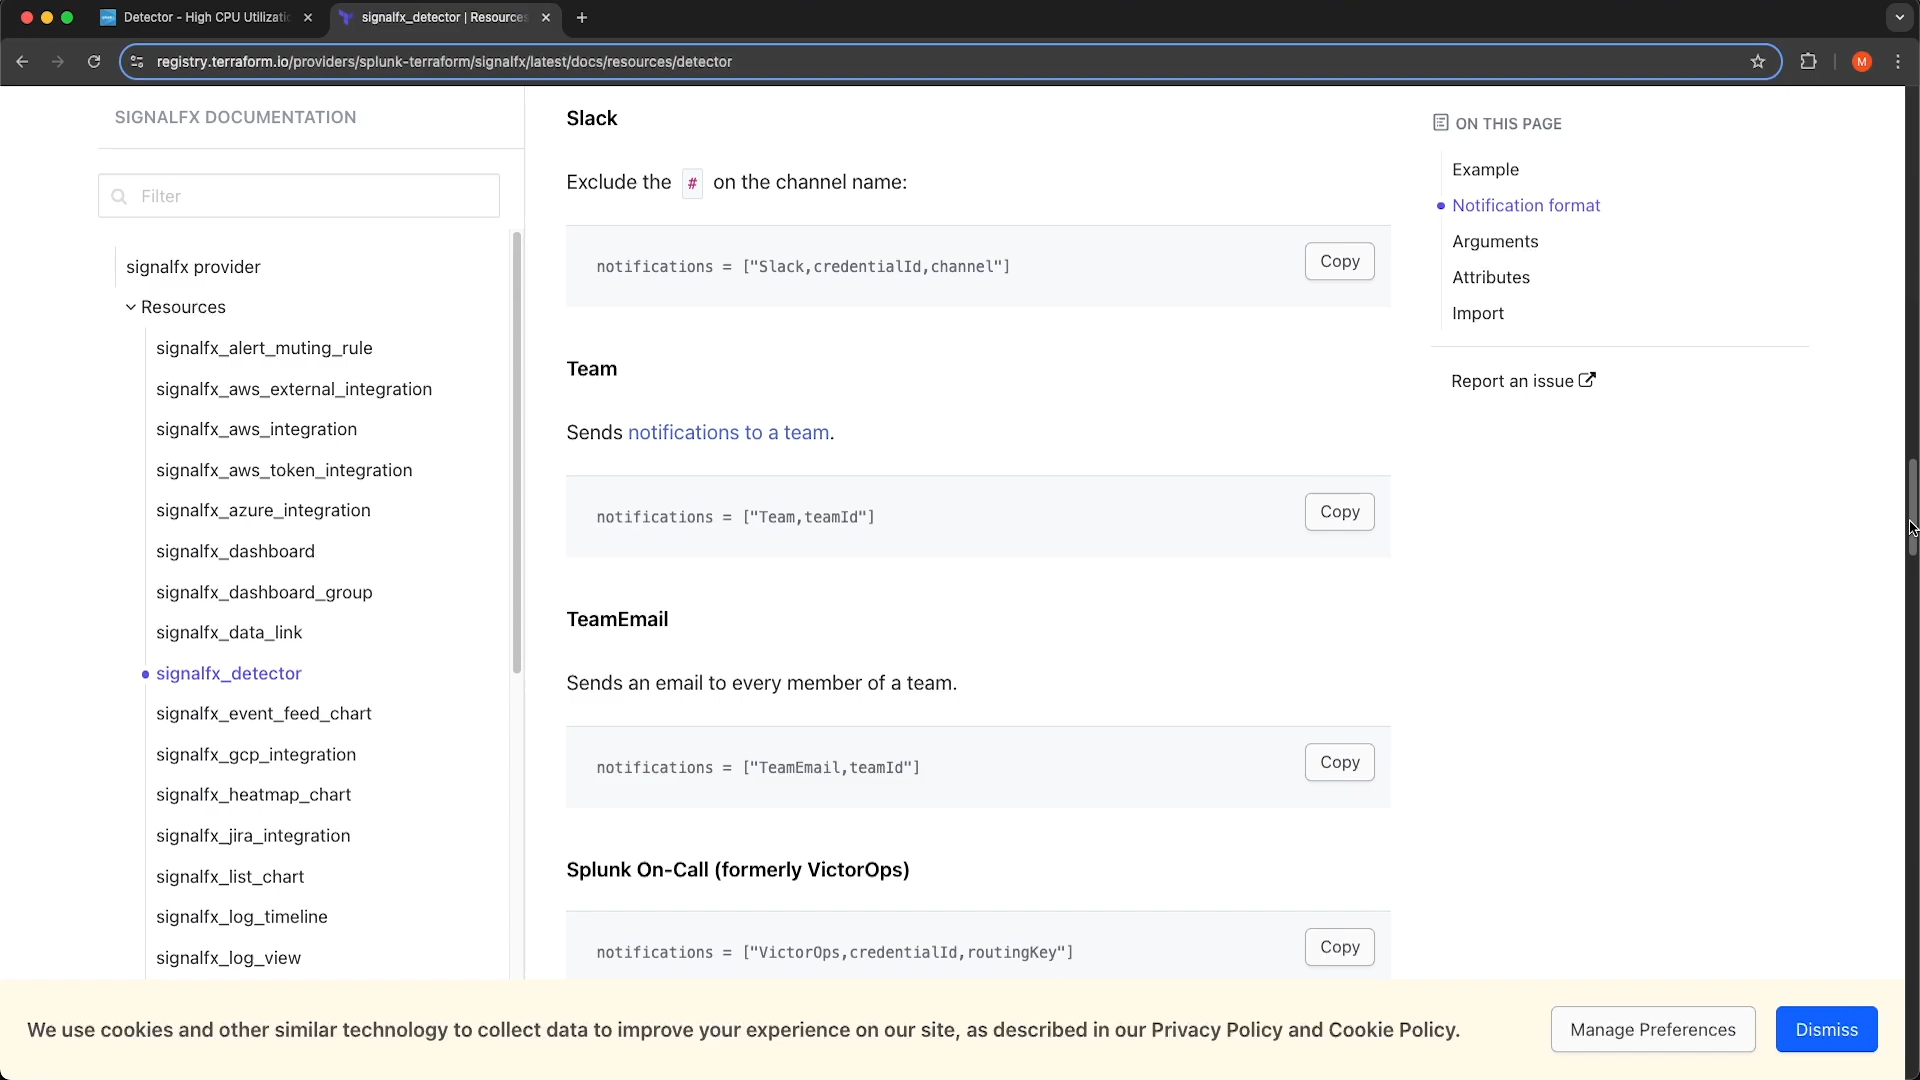 Detector - High CPU Utilizatio
signalfx_detector | Resources
registry.terraform.io/providers/splunk-terraform/signalfx/latest/docs/resources/detector
M
SIGNALFX DOCUMENTATION
Filter
signalfx provider
Resources
signalfx_alert_muting_rule
signalfx_aws_external_integration
signalfx_aws_integration
signalfx_aws_token_integration
signalfx_azure_integration
signalfx_dashboard
signalfx_dashboard_group
signalfx_data_link
signalfx_detector
signalfx_event_feed_chart
signalfx_gcp_integration
signalfx_heatmap_chart
signalfx_jira_integration
signalfx_list_chart
signalfx_log_timeline
signalfx_log_view
Slack
Exclude the # on the channel name:
notifications = ["Slack,credentialId,channel"]
Copy
Team
Sends notifications to a team.
notifications = ["Team,teamId"]
Copy
TeamEmail
Sends an email to every member of a team.
notifications = ["TeamEmail,teamId"]
Copy
Splunk On-Call (formerly VictorOps)
notifications = ["VictorOps,credentialId,routingKey"]
Copy
ON THIS PAGE
Example
Notification format
Arguments
Attributes
Import
Report an issue
We use cookies and other similar technology to collect data to improve your experience on our site, as described in our Privacy Policy and Cookie Policy.
Manage Preferences
Dismiss